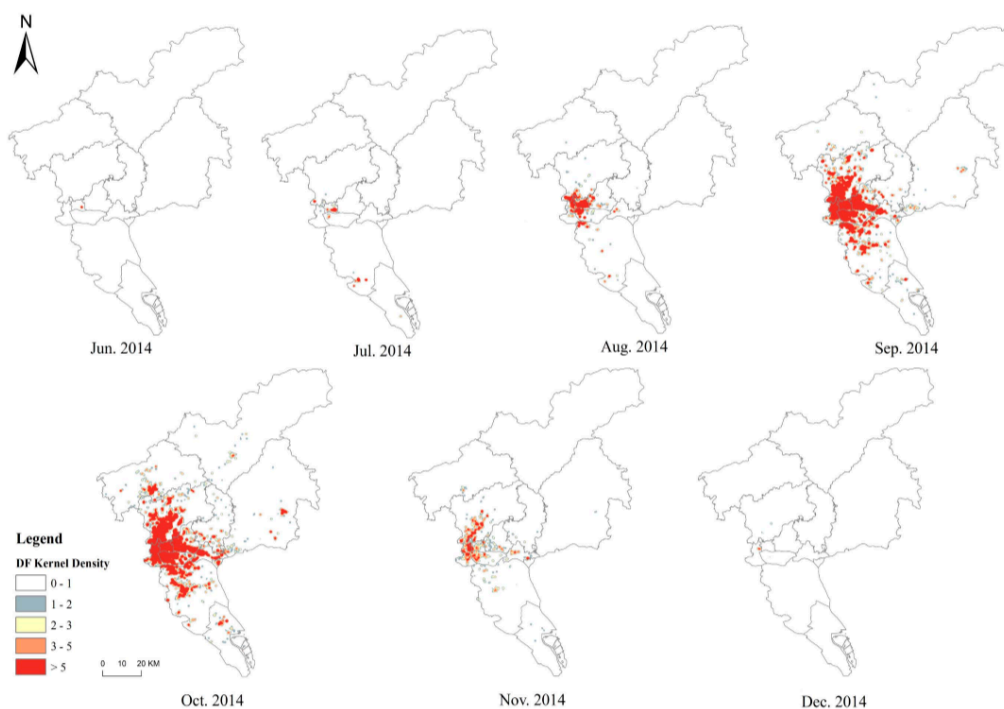 N
Jun. 2014
Jul. 2014
Aug. 2014
Sep. 2014
Legend
DF Kernel Density
0 - 1
1 - 2
2 - 3
3 - 5
> 5
0 10 20 KM
Oct. 2014
Nov. 2014
Dec. 2014